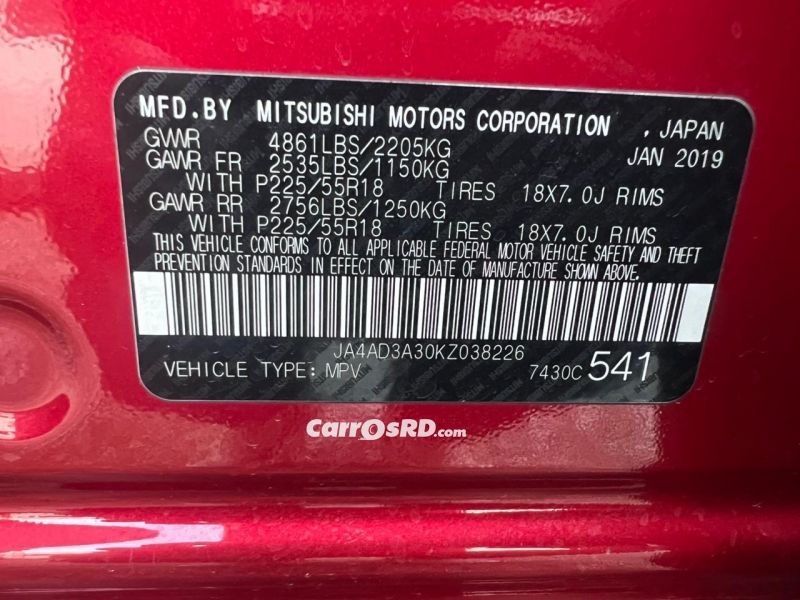 MFD.BY MITSUBISHI MOTORS CORPORATION , JAPAN
GVWR 4861LBS/2205KG JAN 2019
GAWR FR 2535LBS/1150KG
WITH P225/55R18 TIRES 18X7.0J RIMS
GAWR RR 2756LBS/1250KG
WITH P225/55R18 TIRES 18X7.0J RIMS
THIS VEHICLE CONFORMS TO ALL APPLICABLE FEDERAL MOTOR VEHICLE SAFETY AND THEFT
PREVENTION STANDARDS IN EFFECT ON THE DATE OF MANUFACTURE SHOWN ABOVE.
JA4AD3A30KZ038226
VEHICLE TYPE: MPV 7430C 541
CarrOsRD.com